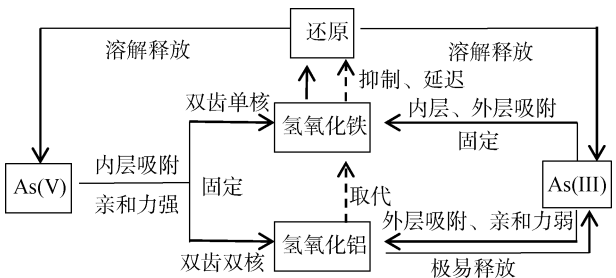 还原
溶解释放
溶解释放
抑制、延迟
双齿单核
氢氧化铁
内层、外层吸附
固定
As(V)
内层吸附
亲和力强
固定
取代
As(III)
外层吸附、亲和力弱
双齿双核
氢氧化铝
极易释放